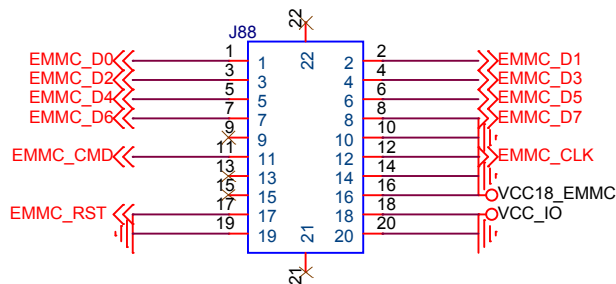 J88
22
22
EMMC_D0 1 1 2 2 EMMC_D1
EMMC_D2 3 3 4 4 EMMC_D3
EMMC_D4 5 5 6 6 EMMC_D5
EMMC_D6 7 7 8 8 EMMC_D7
9 9 10 10
EMMC_CMD 11 11 12 12 EMMC_CLK
13 13 14 14
15 15 16 16 VCC18_EMMC
EMMC_RST 17 17 18 18 VCC_IO
19 19 20 20
21
21